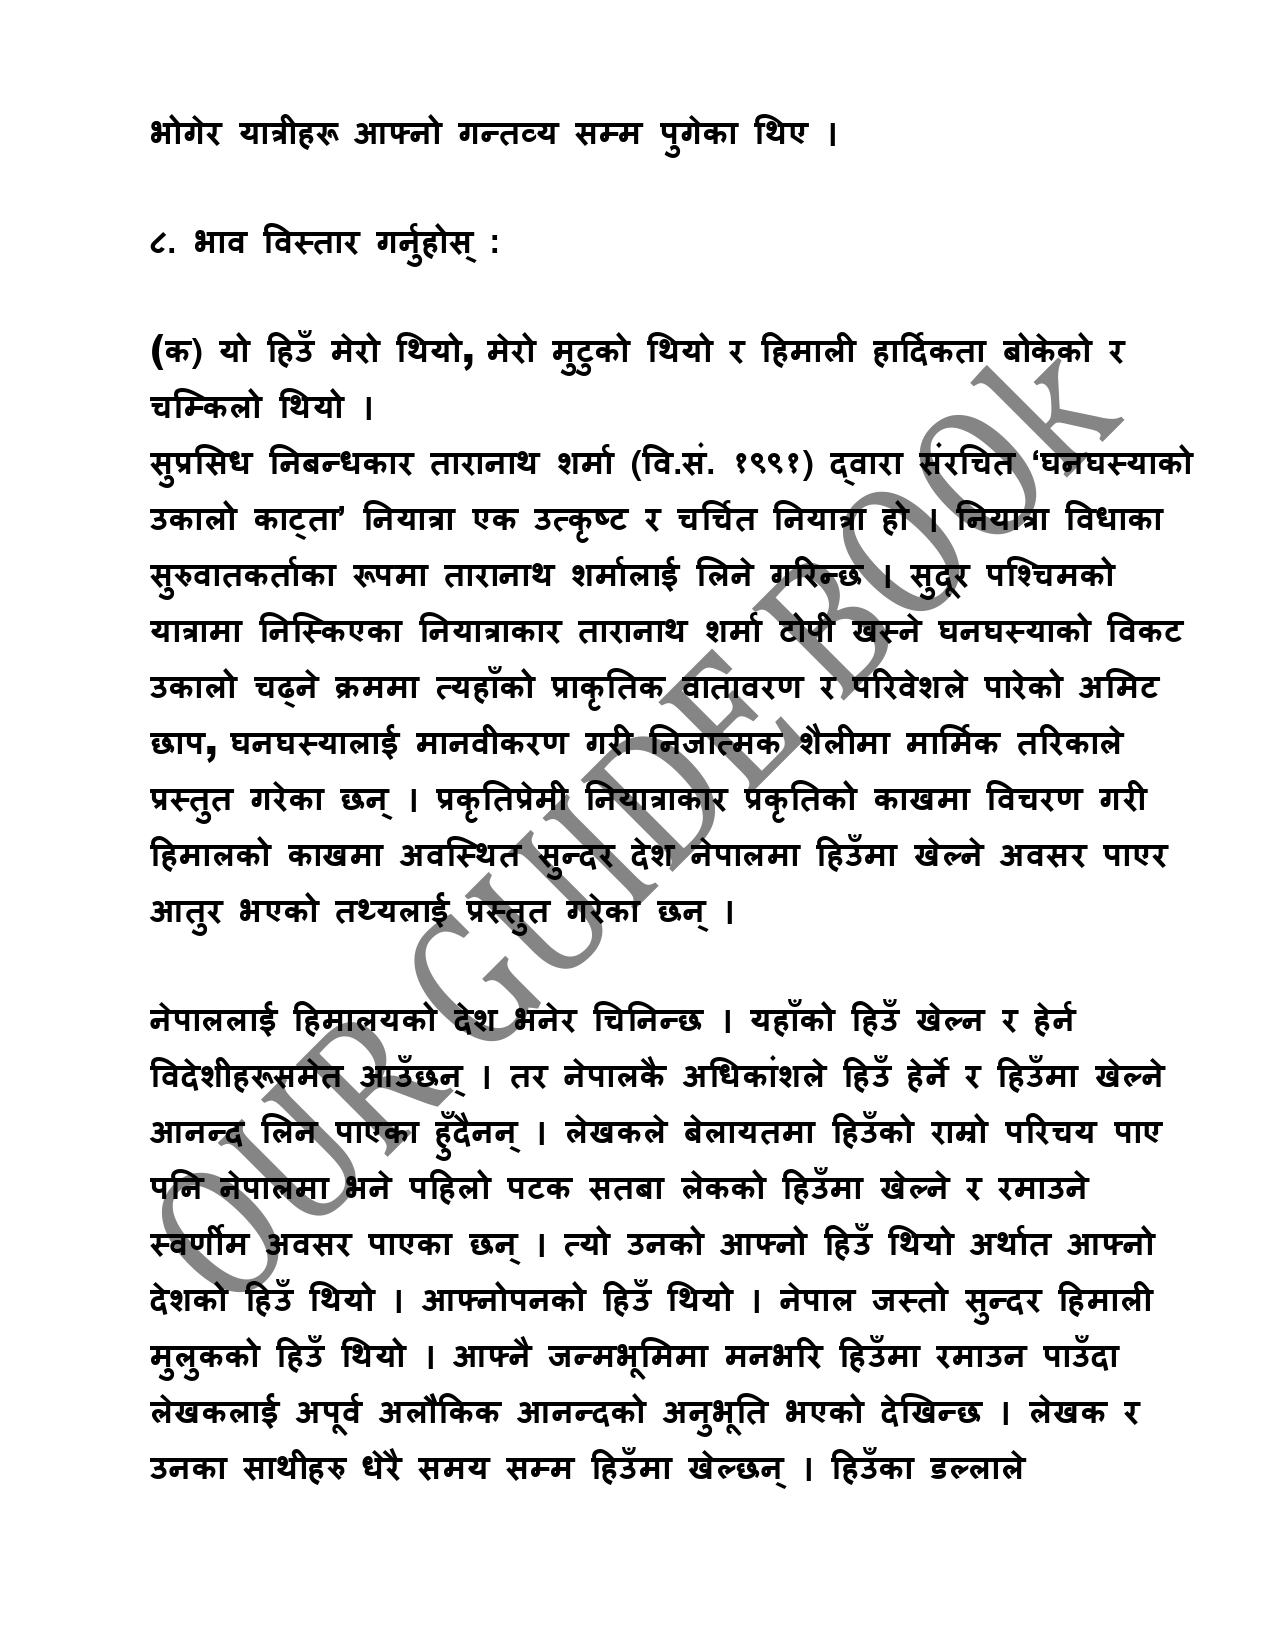 भोगेर यात्रीहरू आफ्नो गन्तव्य सम्म पुगेका थिए ।
८. भाव विस्तार गर्नुहोस् :
(क) यो हिउँ मेरो थियो, मेरो मुटुको थियो र हिमाली हार्दिकता बोकेको र
चम्किलो थियो ।
सुप्रसिध निबन्धकार तारानाथ शर्मा (वि.सं. १९९१) द्वारा संरचित ‘घनघस्याको
उकालो काट्ता’ नियात्रा एक उत्कृष्ट र चर्चित नियात्रा हो । नियात्रा विधाका
सुरुवातकर्ताका रूपमा तारानाथ शर्मालाई लिने गरिन्छ । सुदूर पश्चिमको
यात्रामा निस्किएका नियात्राकार तारानाथ शर्मा टोपी खस्ने घनघस्याको विकट
उकालो चढ्ने क्रममा त्यहाँको प्राकृतिक वातावरण र परिवेशले पारेको अमिट
छाप, घनघस्यालाई मानवीकरण गरी निजात्मक शैलीमा मार्मिक तरिकाले
प्रस्तुत गरेका छन् । प्रकृतिप्रेमी नियात्राकार प्रकृतिको काखमा विचरण गरी
हिमालको काखमा अवस्थित सुन्दर देश नेपालमा हिउँमा खेल्ने अवसर पाएर
आतुर भएको तथ्यलाई प्रस्तुत गरेका छन् ।
नेपाललाई हिमालयको देश भनेर चिनिन्छ । यहाँको हिउँ खेल्न र हेर्न
विदेशीहरूसमेत आउँछन् । तर नेपालकै अधिकांशले हिउँ हेर्ने र हिउँमा खेल्ने
आनन्द लिन पाएका हुँदैनन् । लेखकले बेलायतमा हिउँको राम्रो परिचय पाए
पनि नेपालमा भने पहिलो पटक सतबा लेकको हिउँमा खेल्ने र रमाउने
स्वर्णीम अवसर पाएका छन् । त्यो उनको आफ्नो हिउँ थियो अर्थात आफ्नो
देशको हिउँ थियो । आफ्नोपनको हिउँ थियो । नेपाल जस्तो सुन्दर हिमाली
मुलुकको हिउँ थियो । आफ्नै जन्मभूमिमा मनभरि हिउँमा रमाउन पाउँदा
लेखकलाई अपूर्व अलौकिक आनन्दको अनुभूति भएको देखिन्छ । लेखक र
उनका साथीहरु धेरै समय सम्म हिउँमा खेल्छन् । हिउँका डल्लाले
OUR GUIDE BOOk